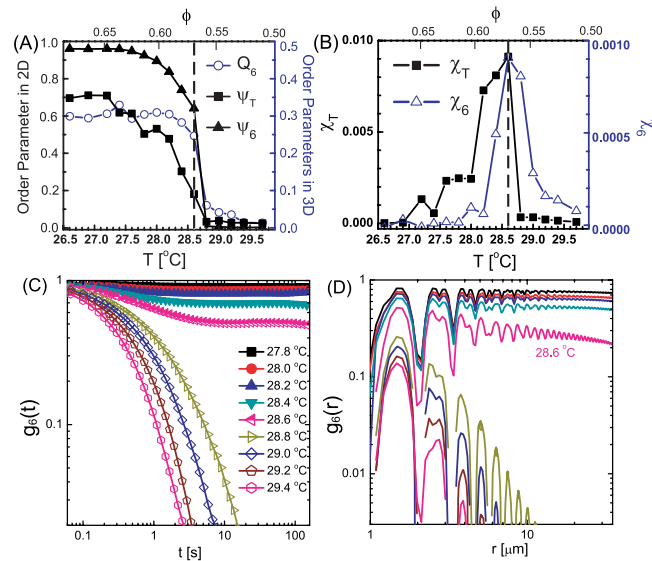 ϕ
0.65 0.60 0.55 0.50
(A)
Order Parameter in 2D
1.0
0.8
0.6
0.4
0.2
0.0
Q6
ΨT
Ψ6
0.5
0.4
0.3
0.2
0.1
0.0
Order Parameters in 3D
26.5 27.0 27.5 28.0 28.5 29.0 29.5
T [°C]
ϕ
0.65 0.60 0.55 0.50
(B)
χT
0.010
0.005
0.000
χT
χ6
0.0010
0.0005
0.0000
χ6
26.5 27.0 27.5 28.0 28.5 29.0 29.5
T [°C]
(C)
g6(t)
1
0.1
27.8 °C
28.0 °C
28.2 °C
28.4 °C
28.6 °C
28.8 °C
29.0 °C
29.2 °C
29.4 °C
0.1 1 10 100
t [s]
(D)
g6(r)
1
0.1
0.01
28.6 °C
1 10
r [μm]